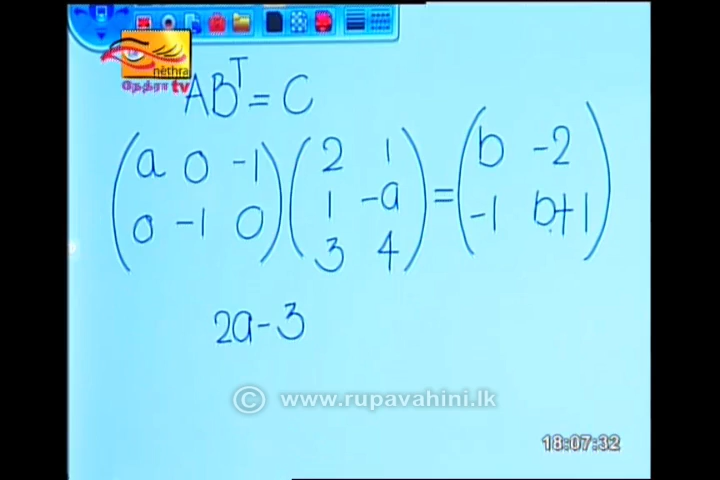 nethra
நேத்ரா tv
AB^T = C
(a 0 -1) (2 1) = (b -2)
(0 -1 0) (1 -a) (-1 b+1)
(3 4)
2a-3
© www.rupavahini.lk
18:07:32